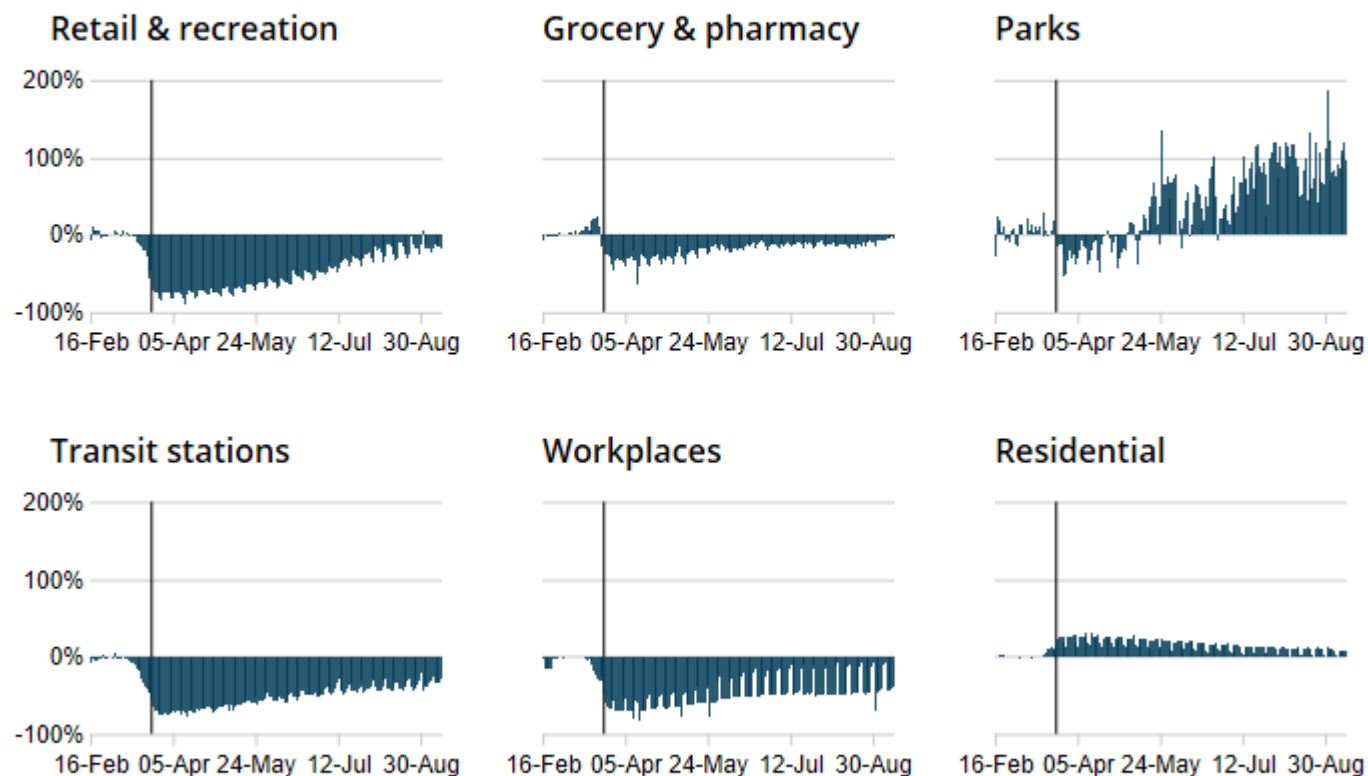 Retail & recreation Grocery & pharmacy Parks
200%
100%
0%
-100%
16-Feb 05-Apr 24-May 12-Jul 30-Aug 16-Feb 05-Apr 24-May 12-Jul 30-Aug 16-Feb 05-Apr 24-May 12-Jul 30-Aug
Transit stations Workplaces Residential
200%
100%
0%
-100%
16-Feb 05-Apr 24-May 12-Jul 30-Aug 16-Feb 05-Apr 24-May 12-Jul 30-Aug 16-Feb 05-Apr 24-May 12-Jul 30-Aug